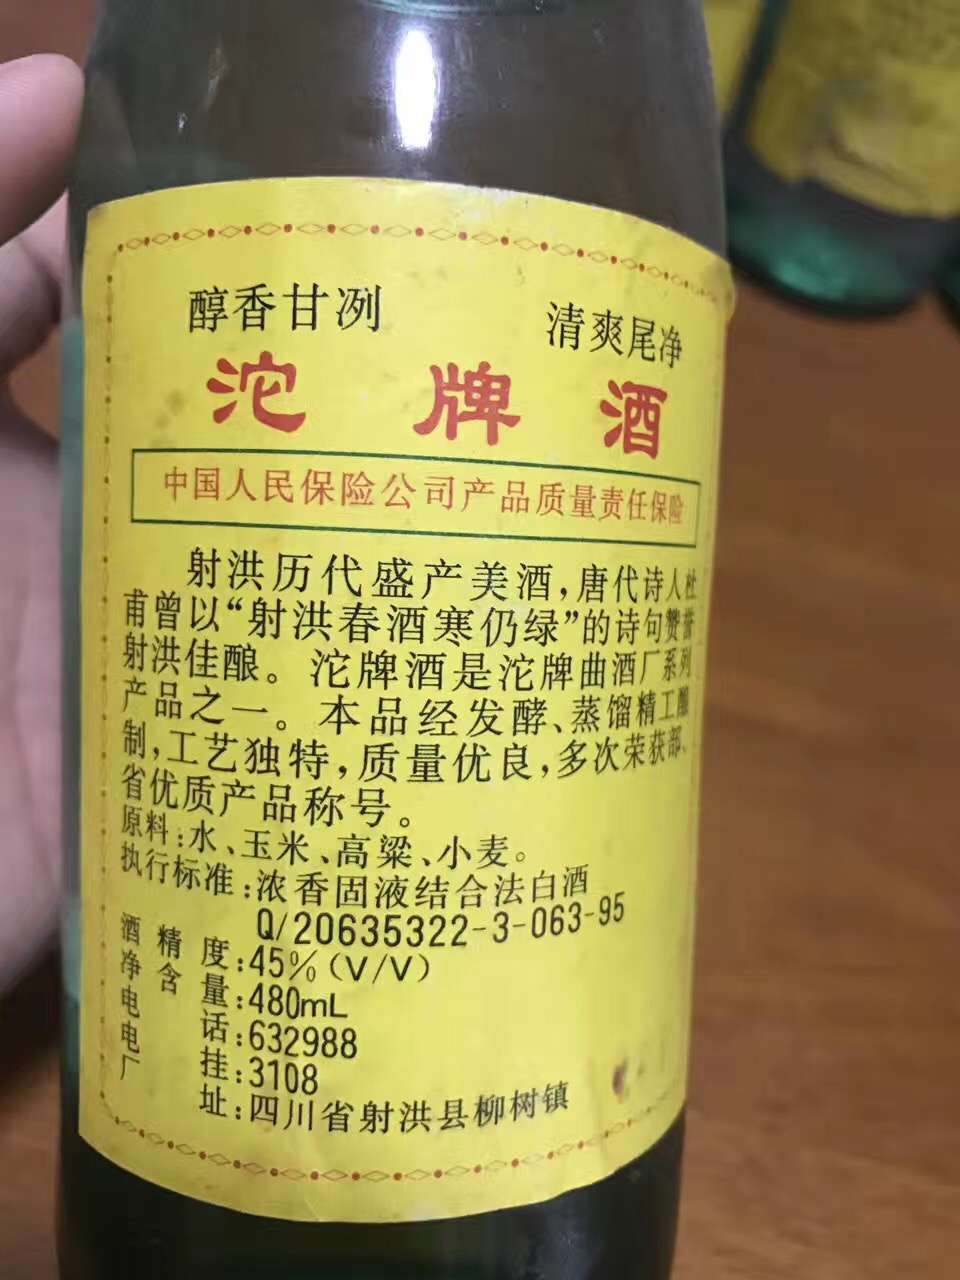 醇香甘冽 清爽尾净
沱牌酒
中国人民保险公司产品质量责任保险
射洪历代盛产美酒,唐代诗人杜
甫曾以“射洪春酒寒仍绿”的诗句赞誉
射洪佳酿。沱牌酒是沱牌曲酒厂系列
产品之一。本品经发酵、蒸馏精工酿
制,工艺独特,质量优良,多次荣获部、
省优质产品称号。
原料:水、玉米、高粱、小麦。
执行标准:浓香固液结合法白酒
Q/20635322-3-063-95
酒精度:45%(V/V)
净含量:480mL
电话:632988
电挂:3108
厂址:四川省射洪县柳树镇